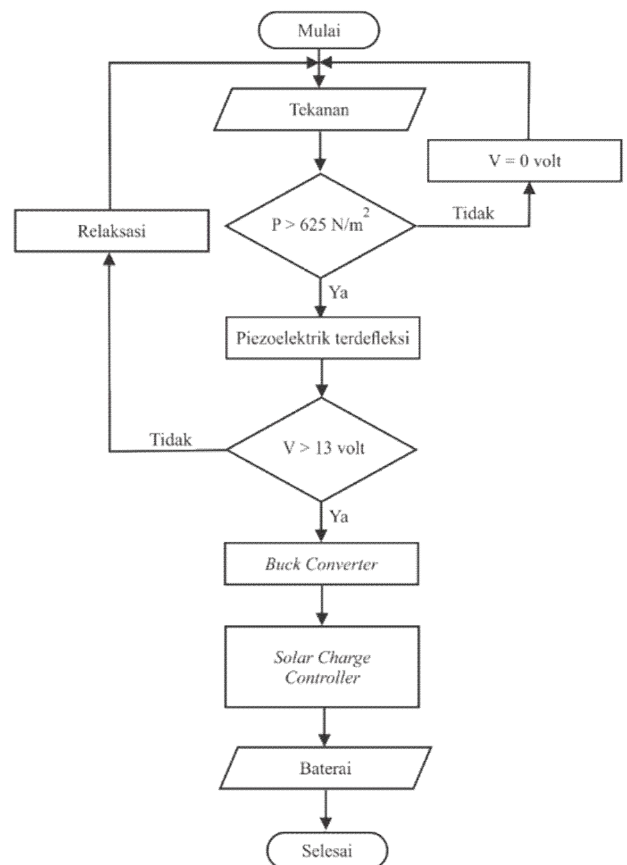 Mulai
Tekanan
V = 0 volt
P > 625 N/m²
Tidak
Relaksasi
Ya
Piezoelektrik terdefleksi
Tidak
V > 13 volt
Ya
Buck Converter
Solar Charge
Controller
Baterai
Selesai